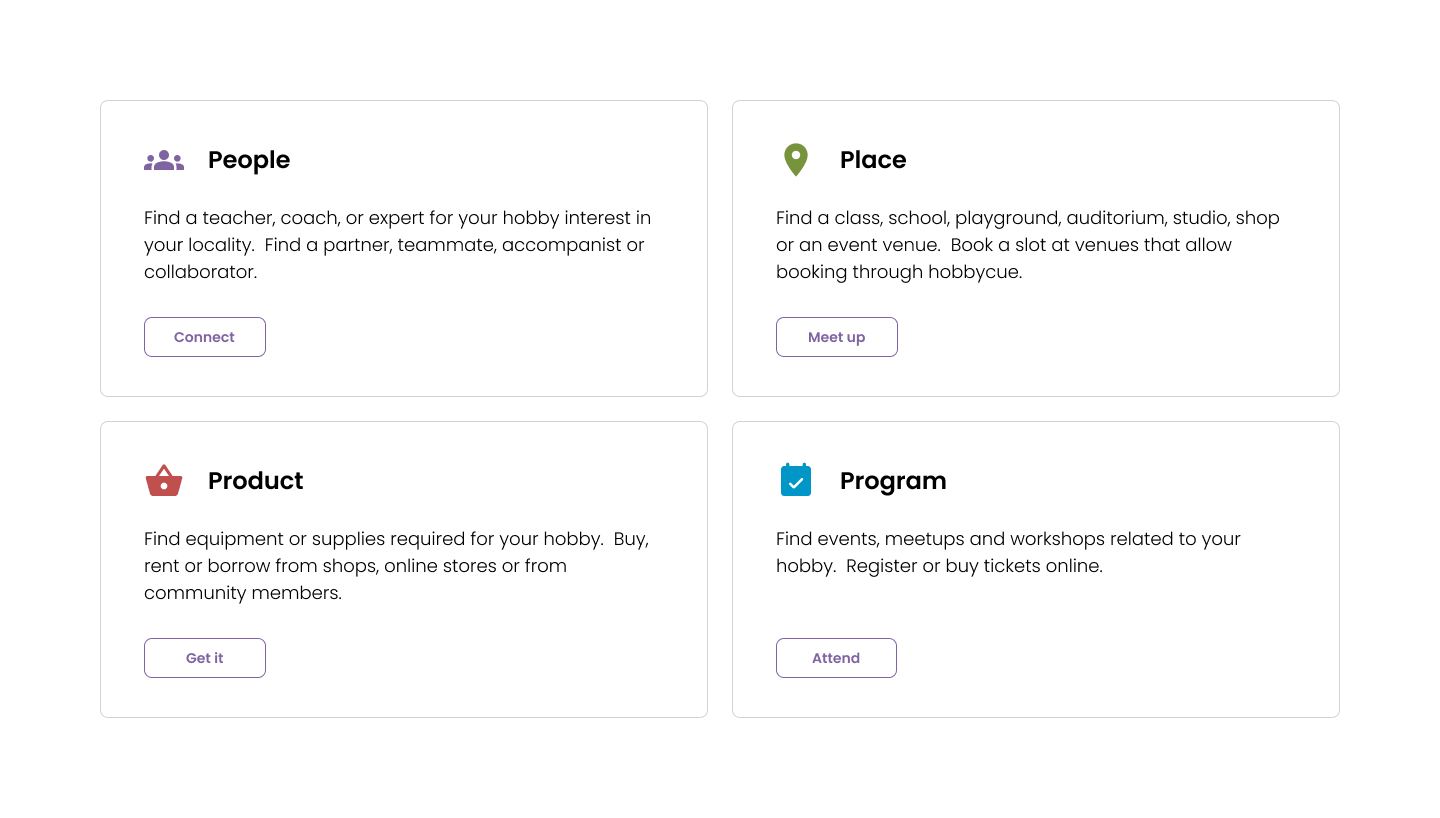 People
Find a teacher, coach, or expert for your hobby interest in
your locality.  Find a partner, teammate, accompanist or
collaborator.
Connect
Place
Find a class, school, playground, auditorium, studio, shop
or an event venue.  Book a slot at venues that allow
booking through hobbycue.
Meet up
Product
Find equipment or supplies required for your hobby.  Buy,
rent or borrow from shops, online stores or from
community members.
Get it
Program
Find events, meetups and workshops related to your
hobby.  Register or buy tickets online.
Attend